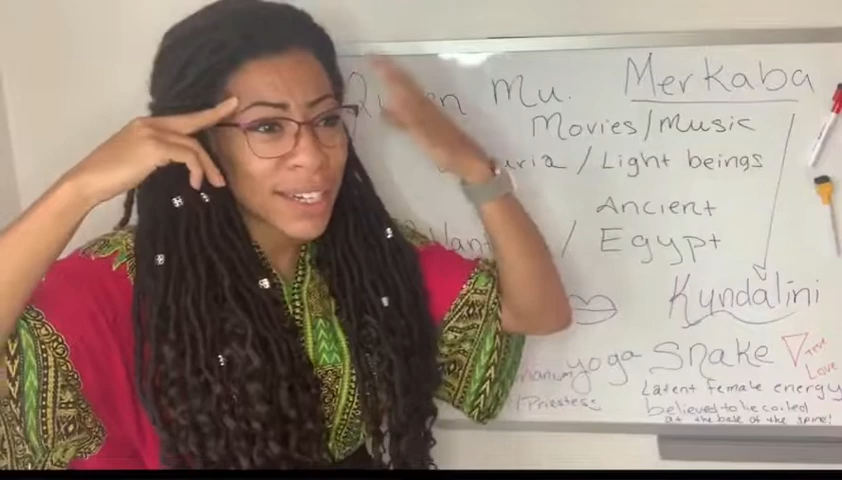 Mu. Merkaba
Movies/Music
/Light beings
Ancient
/ Egypt
Kundalini
yoga Snake True
Love
Latent female energy
/Priestess believed to be coiled
at the base of the spine!